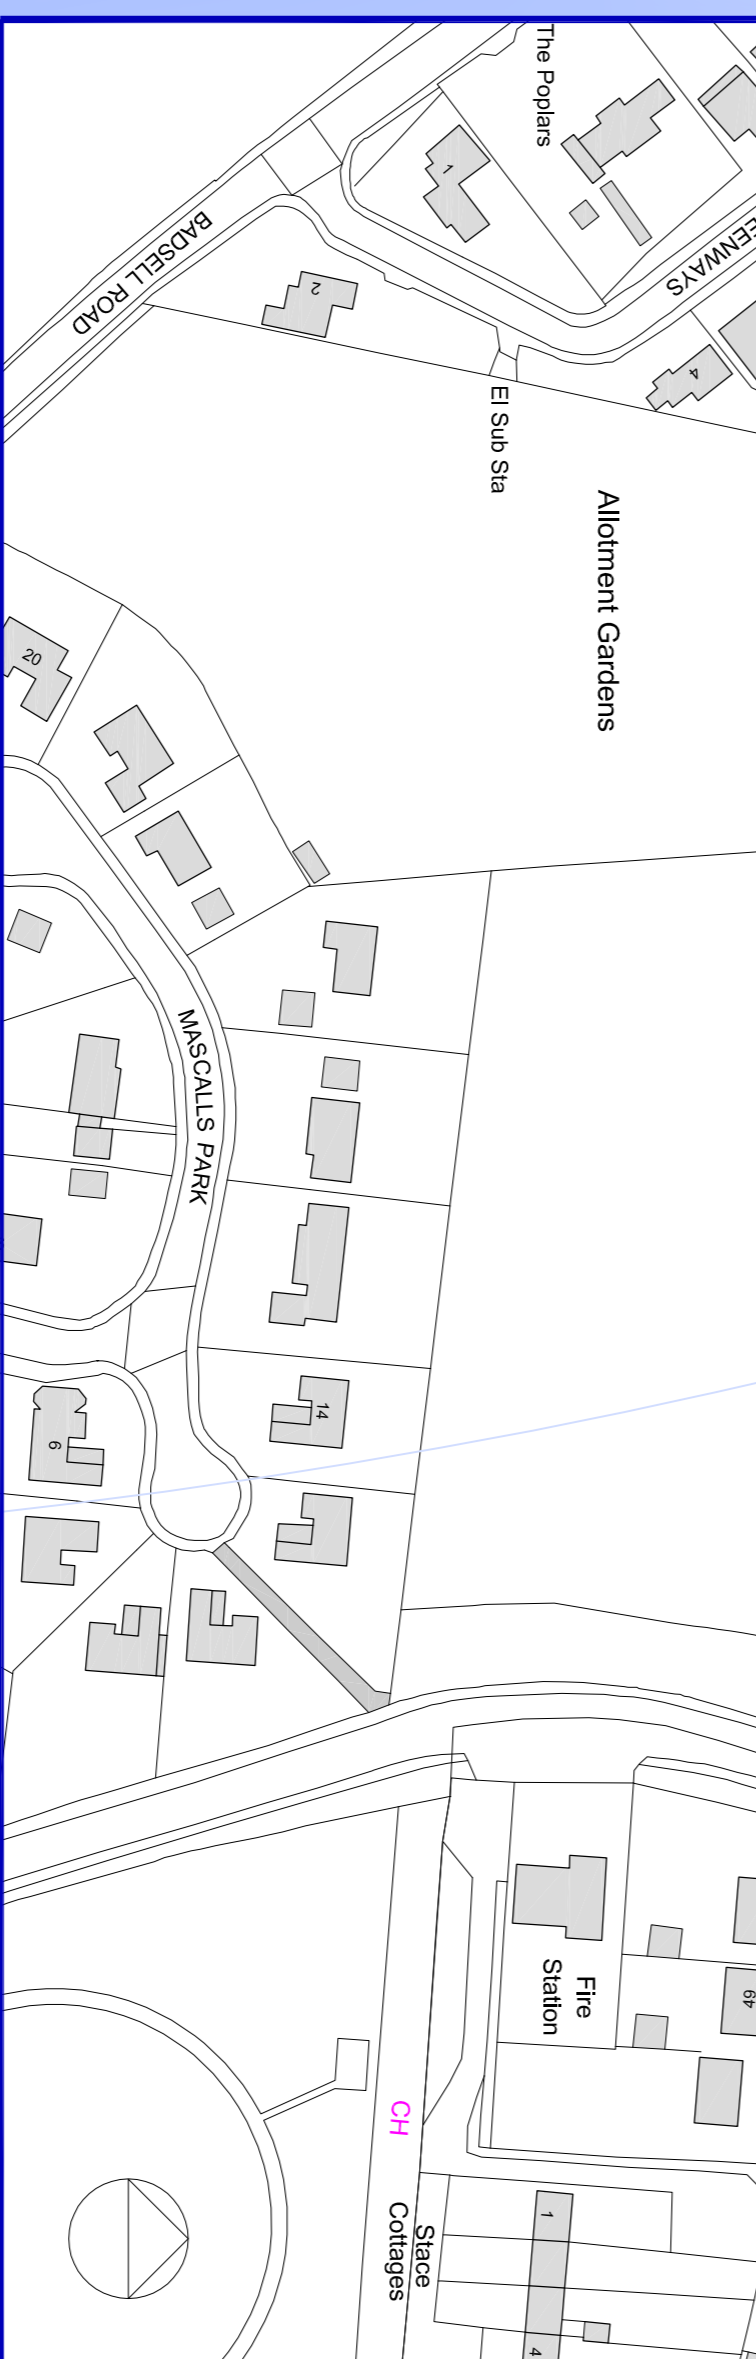 The Poplars
1
BADSELL ROAD
EENWAYS
2
4
El Sub Sta
Allotment Gardens
20
MASCALLS PARK
14
6
Fire
Station
49
CH
Stace
Cottages
1
4